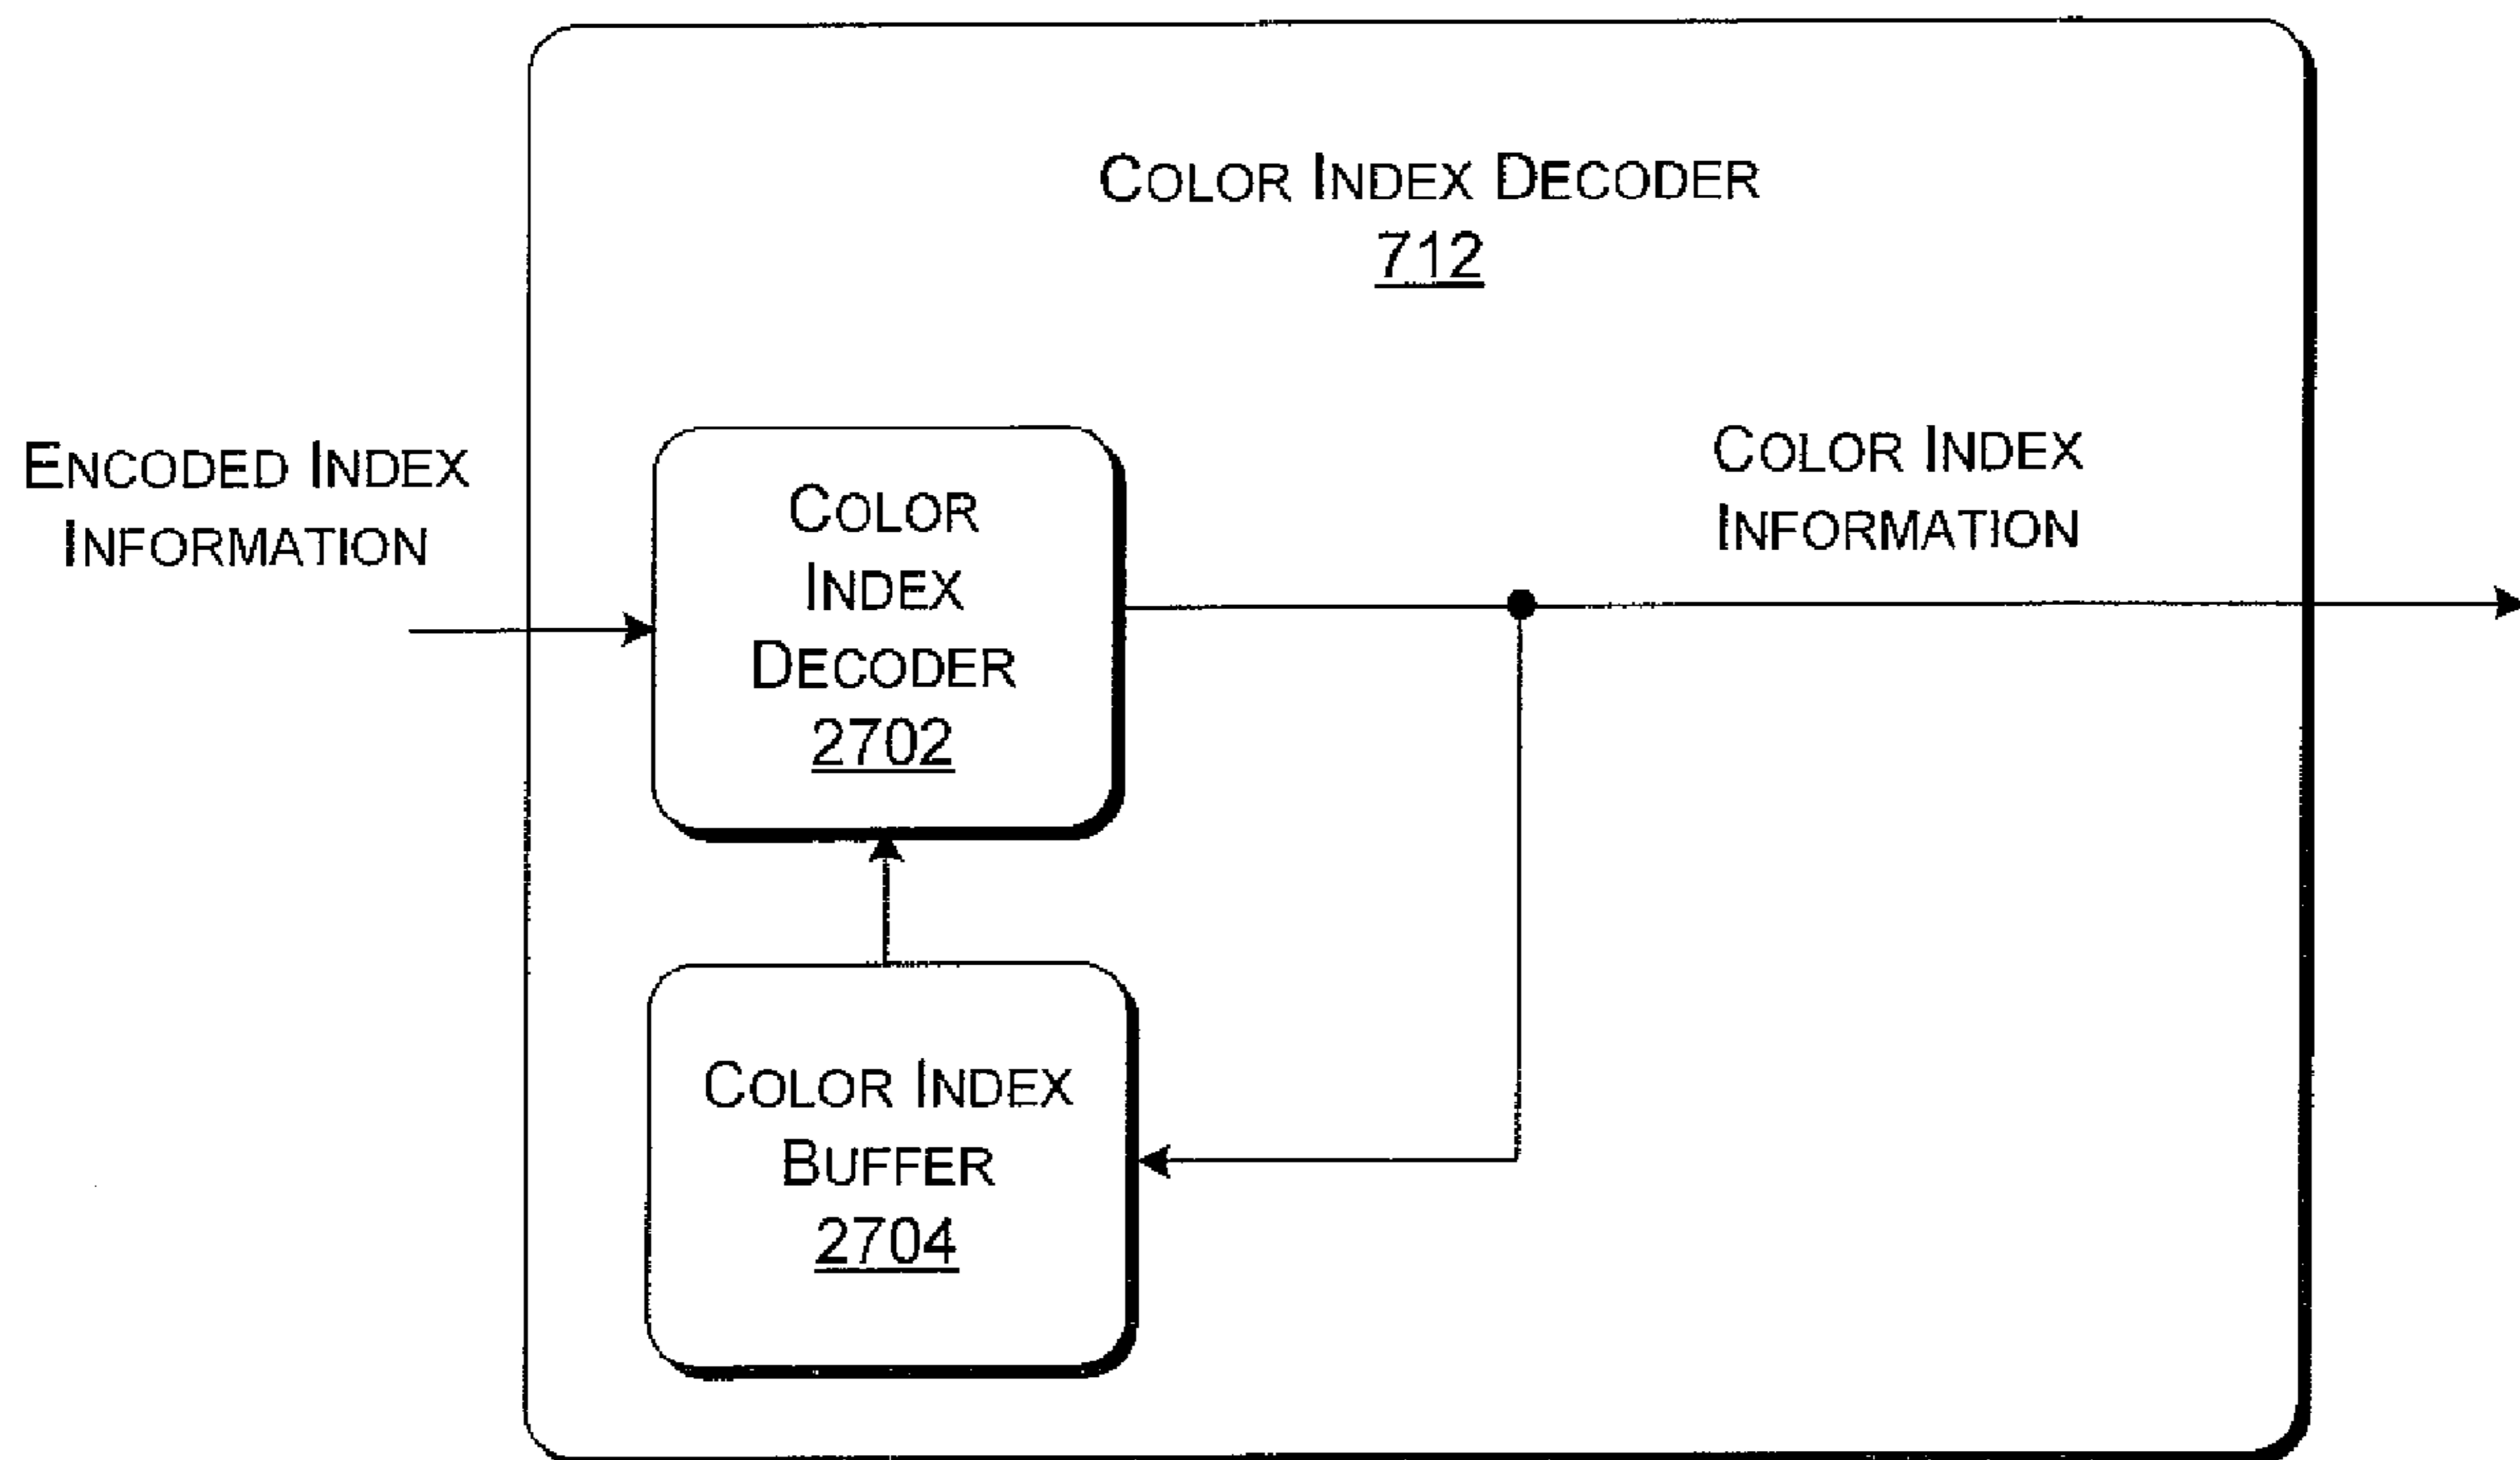 COLOR INDEX DECODER
712
ENCODED INDEX
INFORMATION
COLOR
INDEX
DECODER
2702
COLOR INDEX
INFORMATION
COLOR INDEX
BUFFER
2704